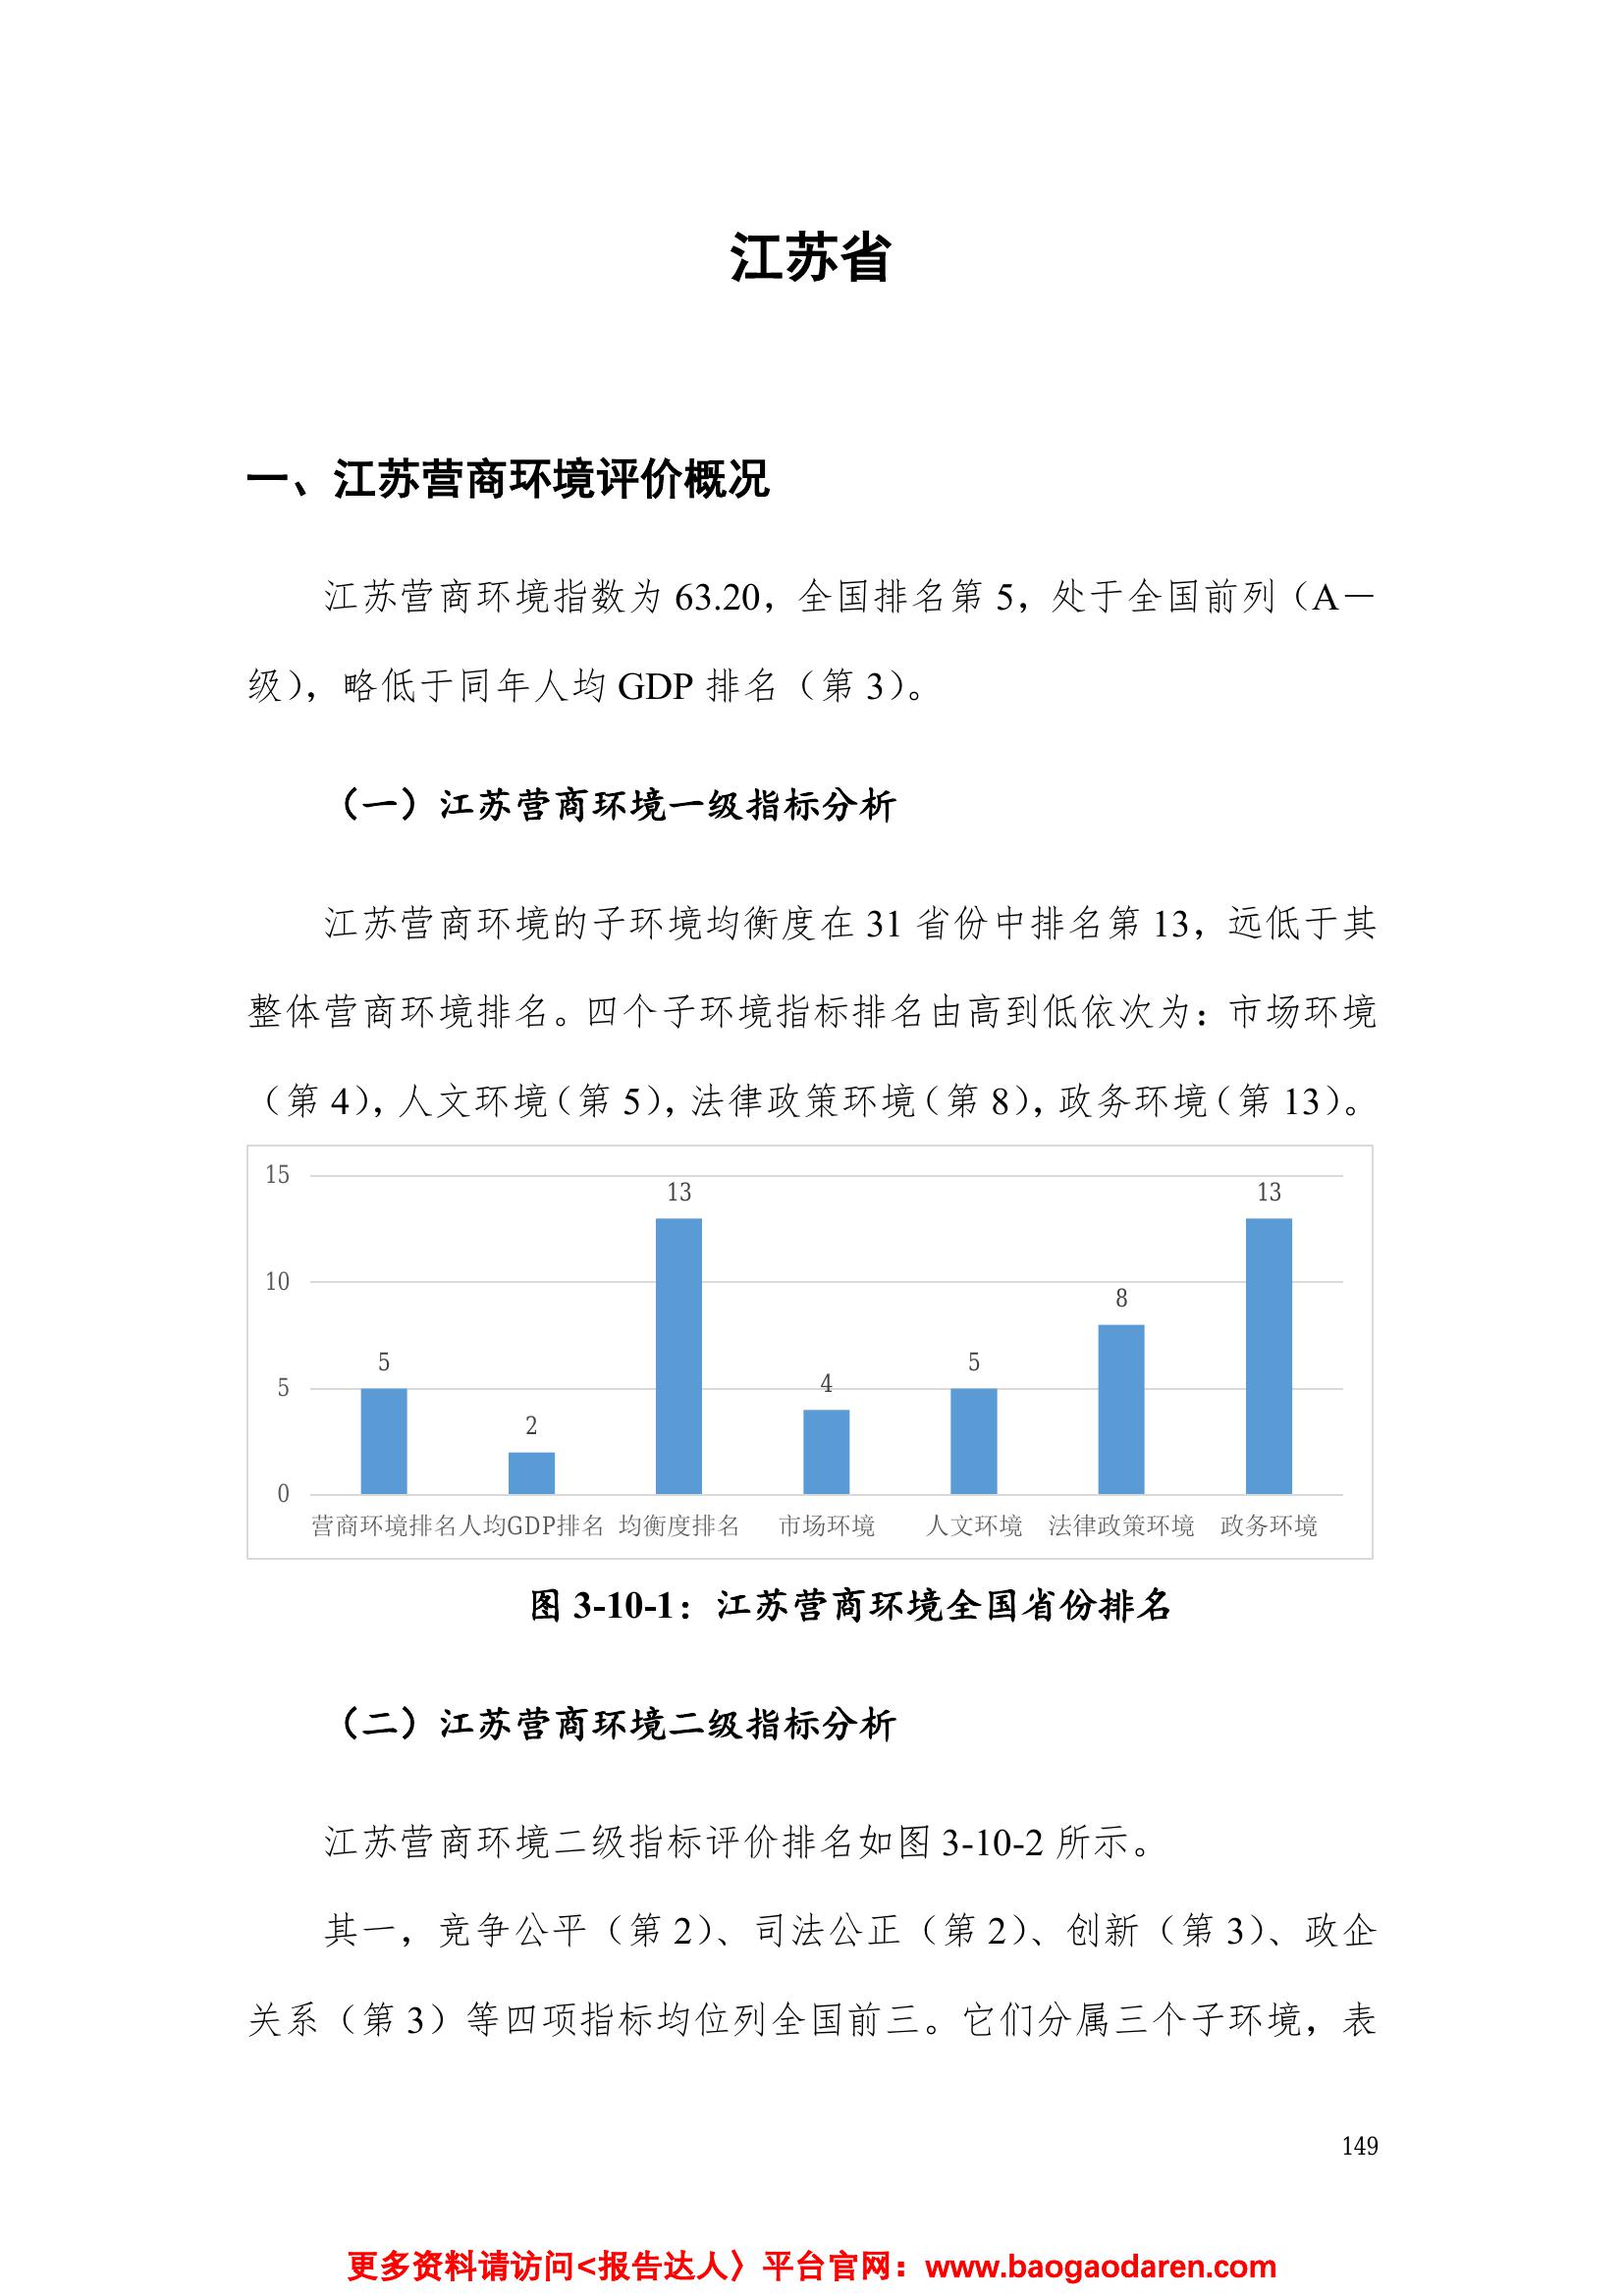 江苏省
一、江苏营商环境评价概况
江苏营商环境指数为 63.20，全国排名第 5，处于全国前列（A－
级），略低于同年人均 GDP 排名（第 3）。
（一）江苏营商环境一级指标分析
江苏营商环境的子环境均衡度在 31 省份中排名第 13，远低于其
整体营商环境排名。四个子环境指标排名由高到低依次为：市场环境
（第 4），人文环境（第 5），法律政策环境（第 8），政务环境（第 13）。
15
13 13
10
8
5 5
5 4
2
0
营商环境排名 人均GDP排名 均衡度排名 市场环境 人文环境 法律政策环境 政务环境
图 3-10-1：江苏营商环境全国省份排名
（二）江苏营商环境二级指标分析
江苏营商环境二级指标评价排名如图 3-10-2 所示。
其一，竞争公平（第 2）、司法公正（第 2）、创新（第 3）、政企
关系（第 3）等四项指标均位列全国前三。它们分属三个子环境，表
149
更多资料请访问<报告达人〉平台官网：www.baogaodaren.com